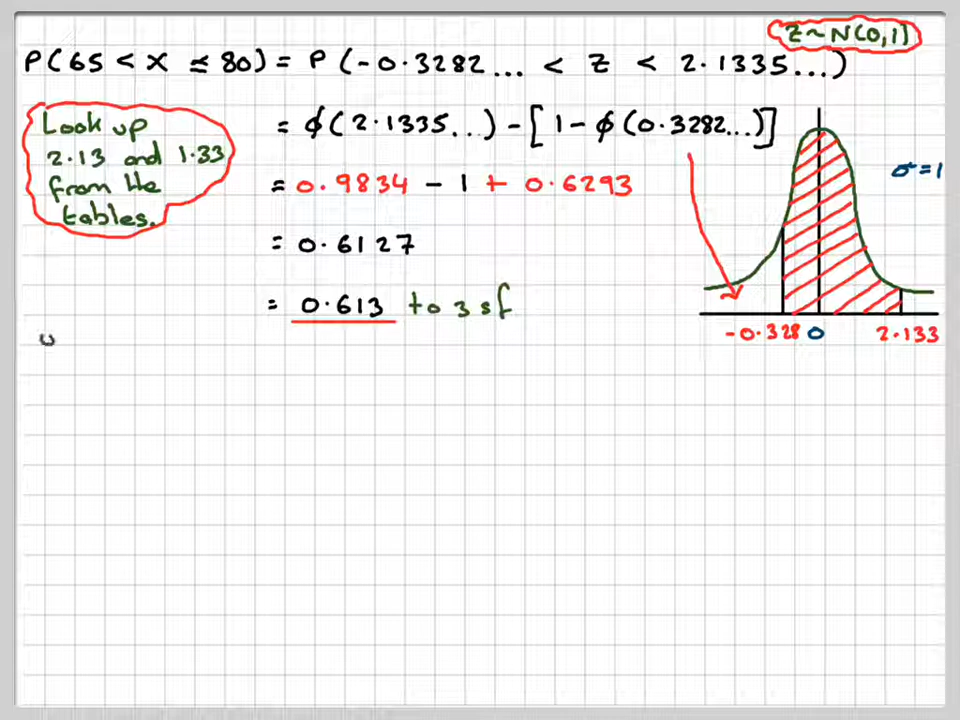 Z ~ N(0,1)
P(65 < X ≤ 80) = P(-0.3282... < Z < 2.1335...)
= ϕ(2.1335...) - [1 - ϕ(0.3282...)]
Look up
2.13 and 1.33
from the
tables.
σ = 1
= 0.9834 - 1 + 0.6293
= 0.6127
= 0.613 to 3 sf
-0.328 0 2.133